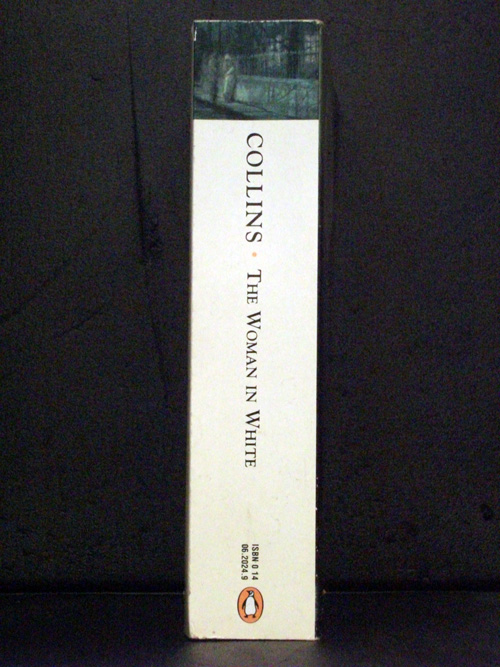 COLLINS • THE WOMAN IN WHITE
ISBN 0 14
06.2024.9